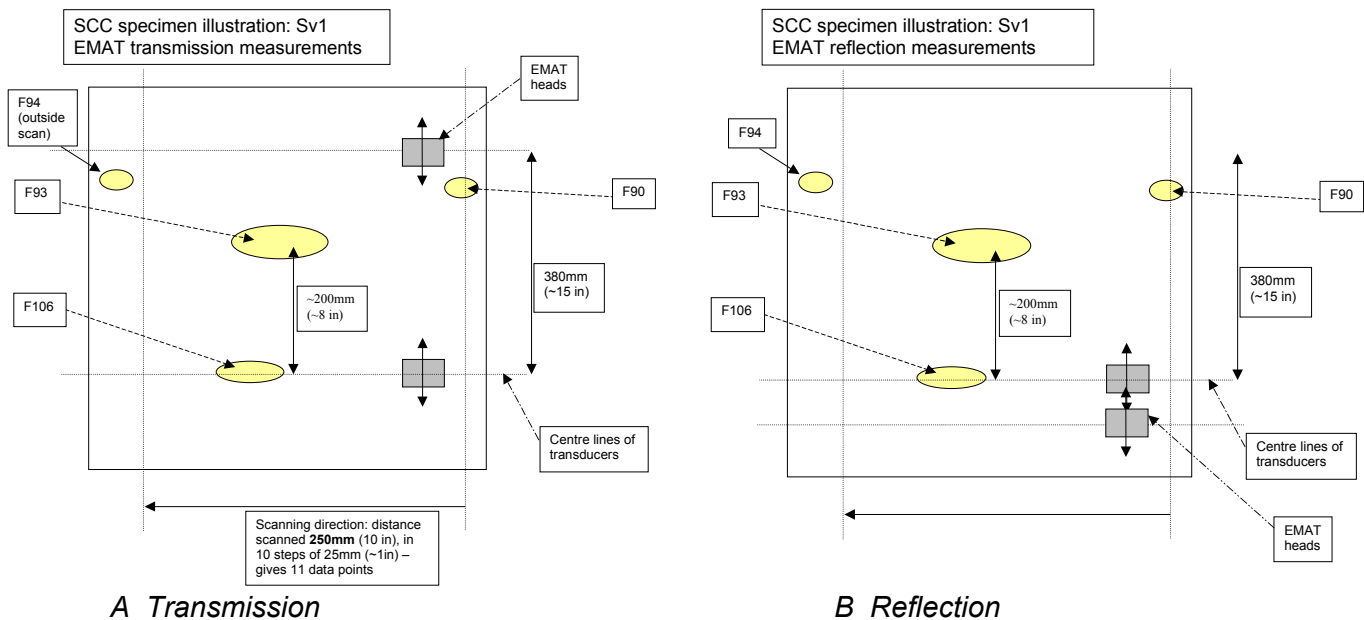 SCC specimen illustration: Sv1
EMAT transmission measurements
EMAT
heads
F94
(outside
scan)
F93
F90
380mm
(~15 in)
~200mm
(~8 in)
F106
Centre lines of
transducers
Scanning direction: distance
scanned 250mm (10 in), in
10 steps of 25mm (~1in) –
gives 11 data points
A Transmission
SCC specimen illustration: Sv1
EMAT reflection measurements
F94
F93
F90
380mm
(~15 in)
~200mm
(~8 in)
F106
Centre lines of
transducers
EMAT
heads
B Reflection